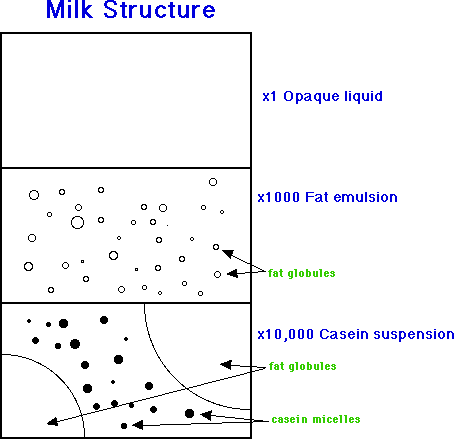 Milk Structure
x1 Opaque liquid
x1000 Fat emulsion
fat globules
x10,000 Casein suspension
fat globules
casein micelles